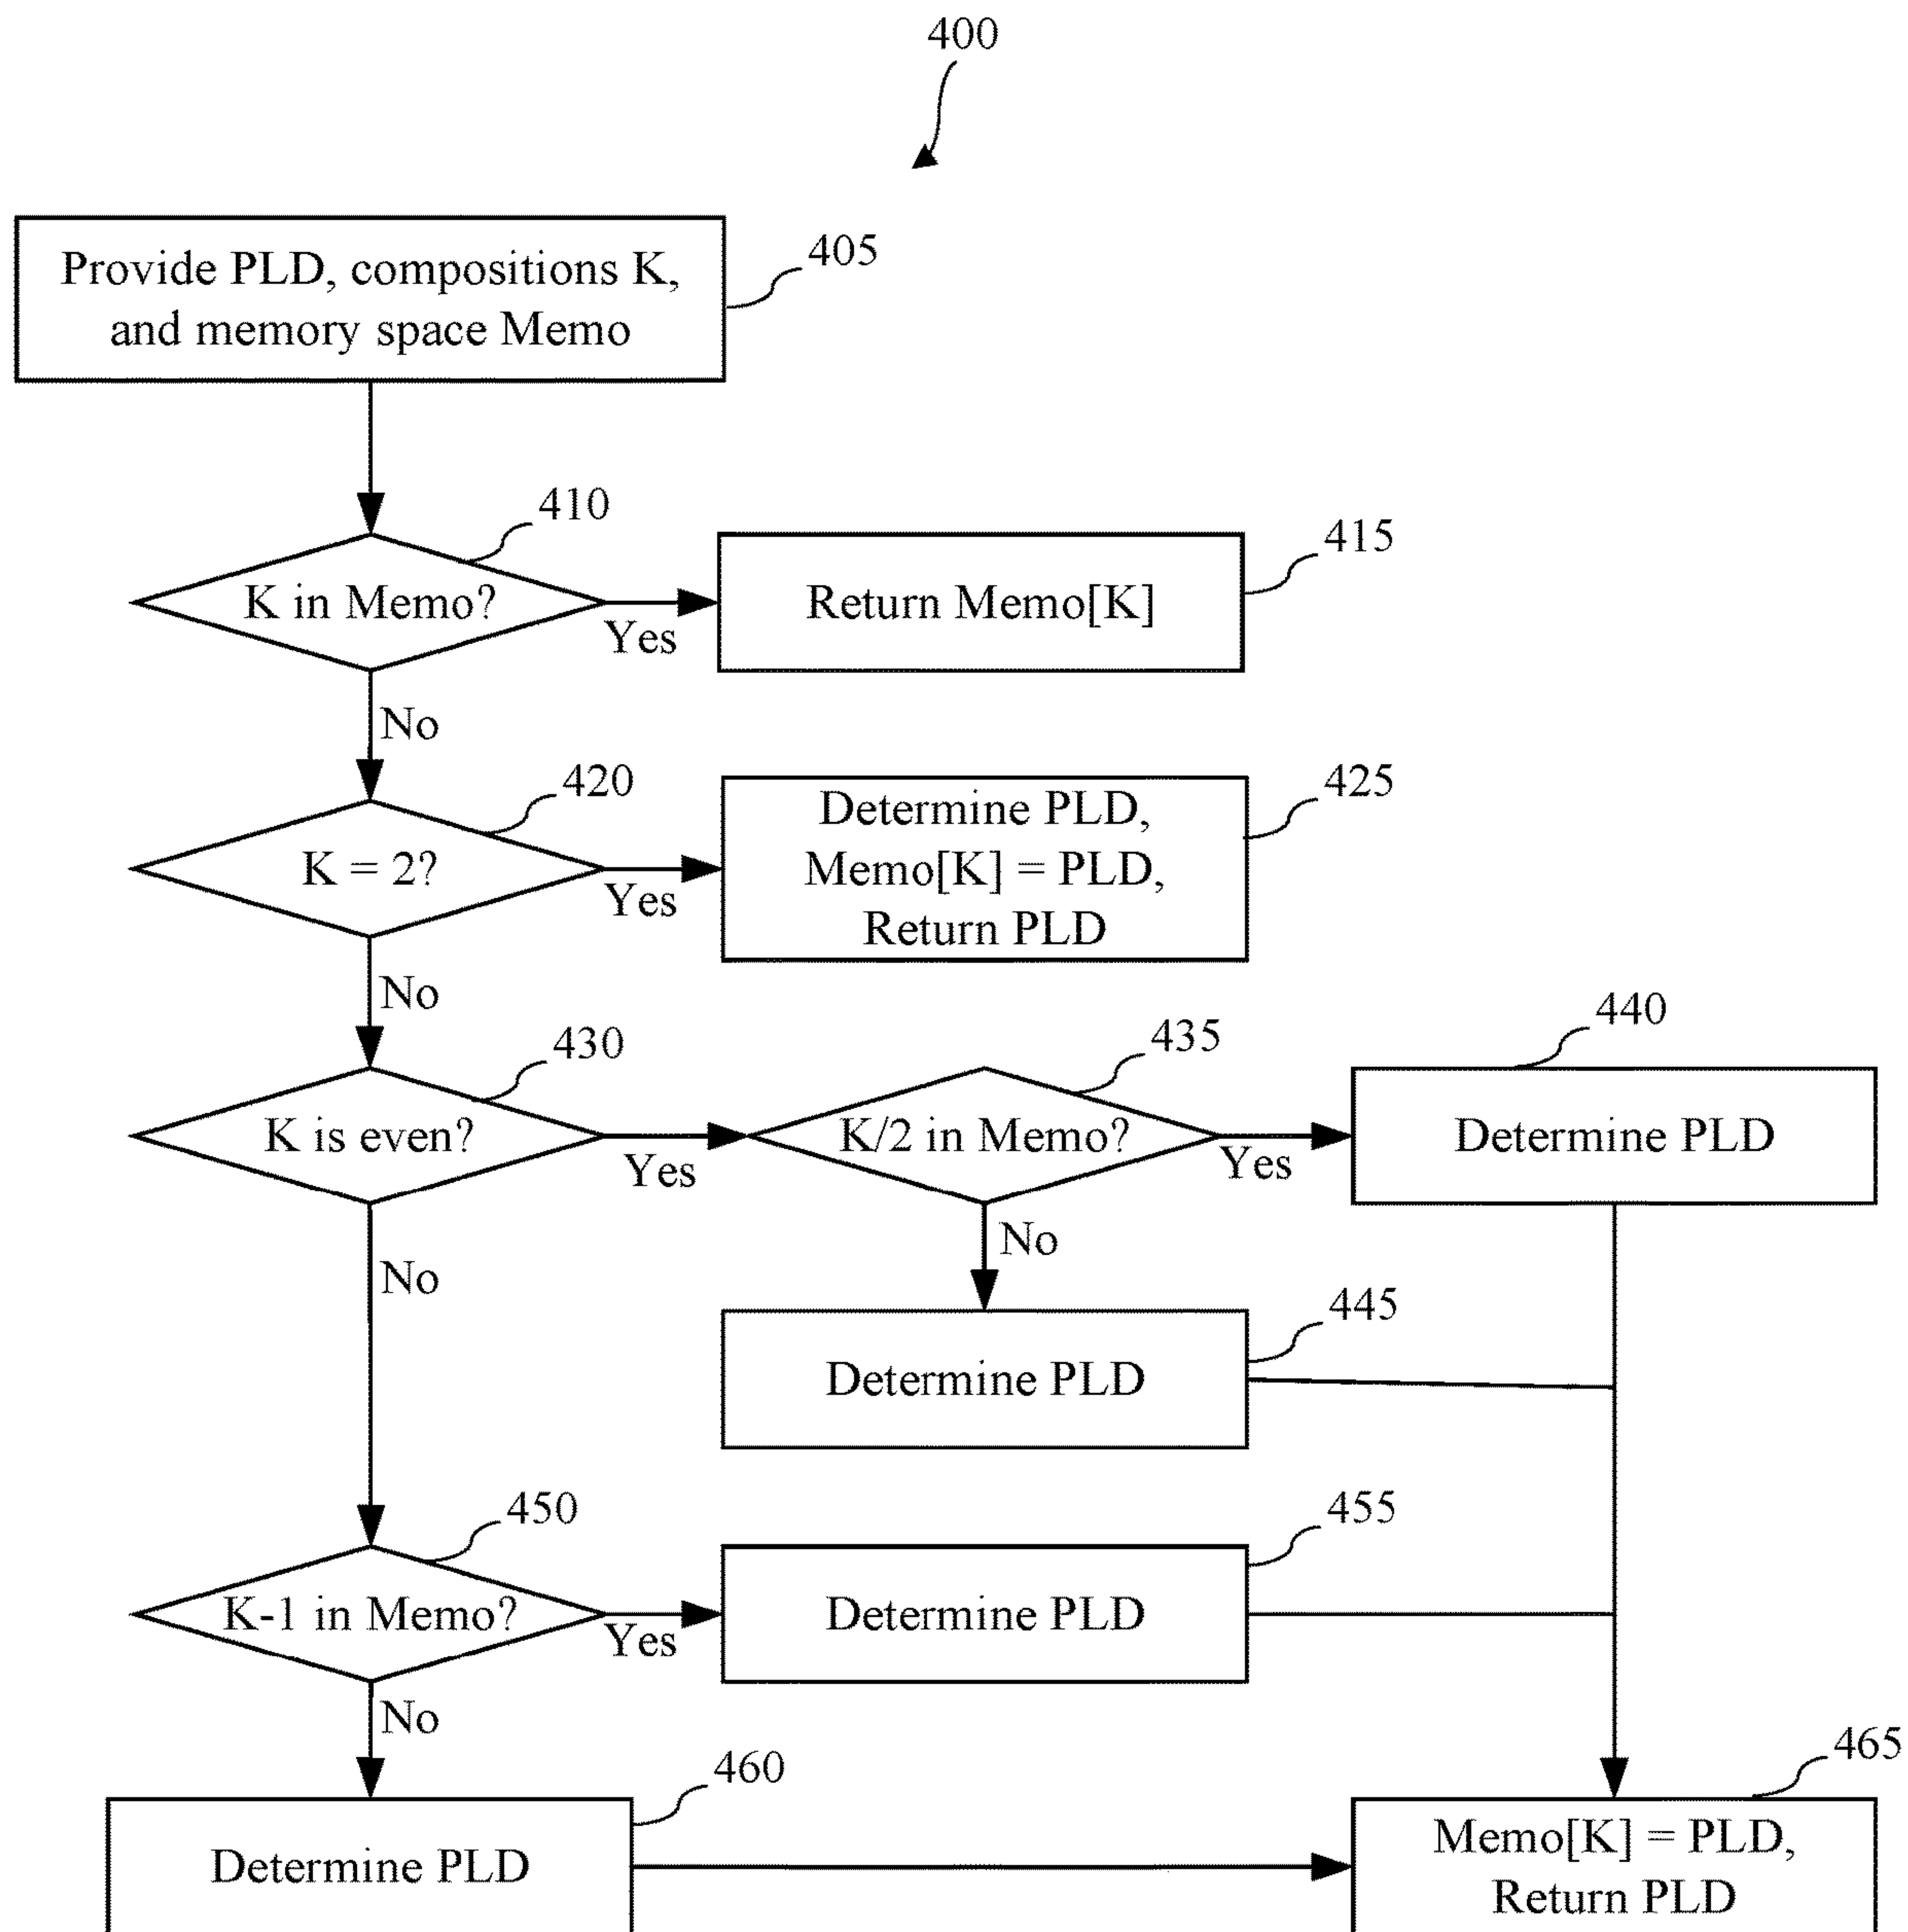 400
Provide PLD, compositions K,
and memory space Memo
405
K in Memo?
410
Yes
Return Memo[K]
415
No
K = 2?
420
Yes
Determine PLD,
Memo[K] = PLD,
Return PLD
425
No
K is even?
430
Yes
K/2 in Memo?
435
Yes
Determine PLD
440
No
Determine PLD
445
No
K-1 in Memo?
450
Yes
Determine PLD
455
No
Determine PLD
460
Memo[K] = PLD,
Return PLD
465